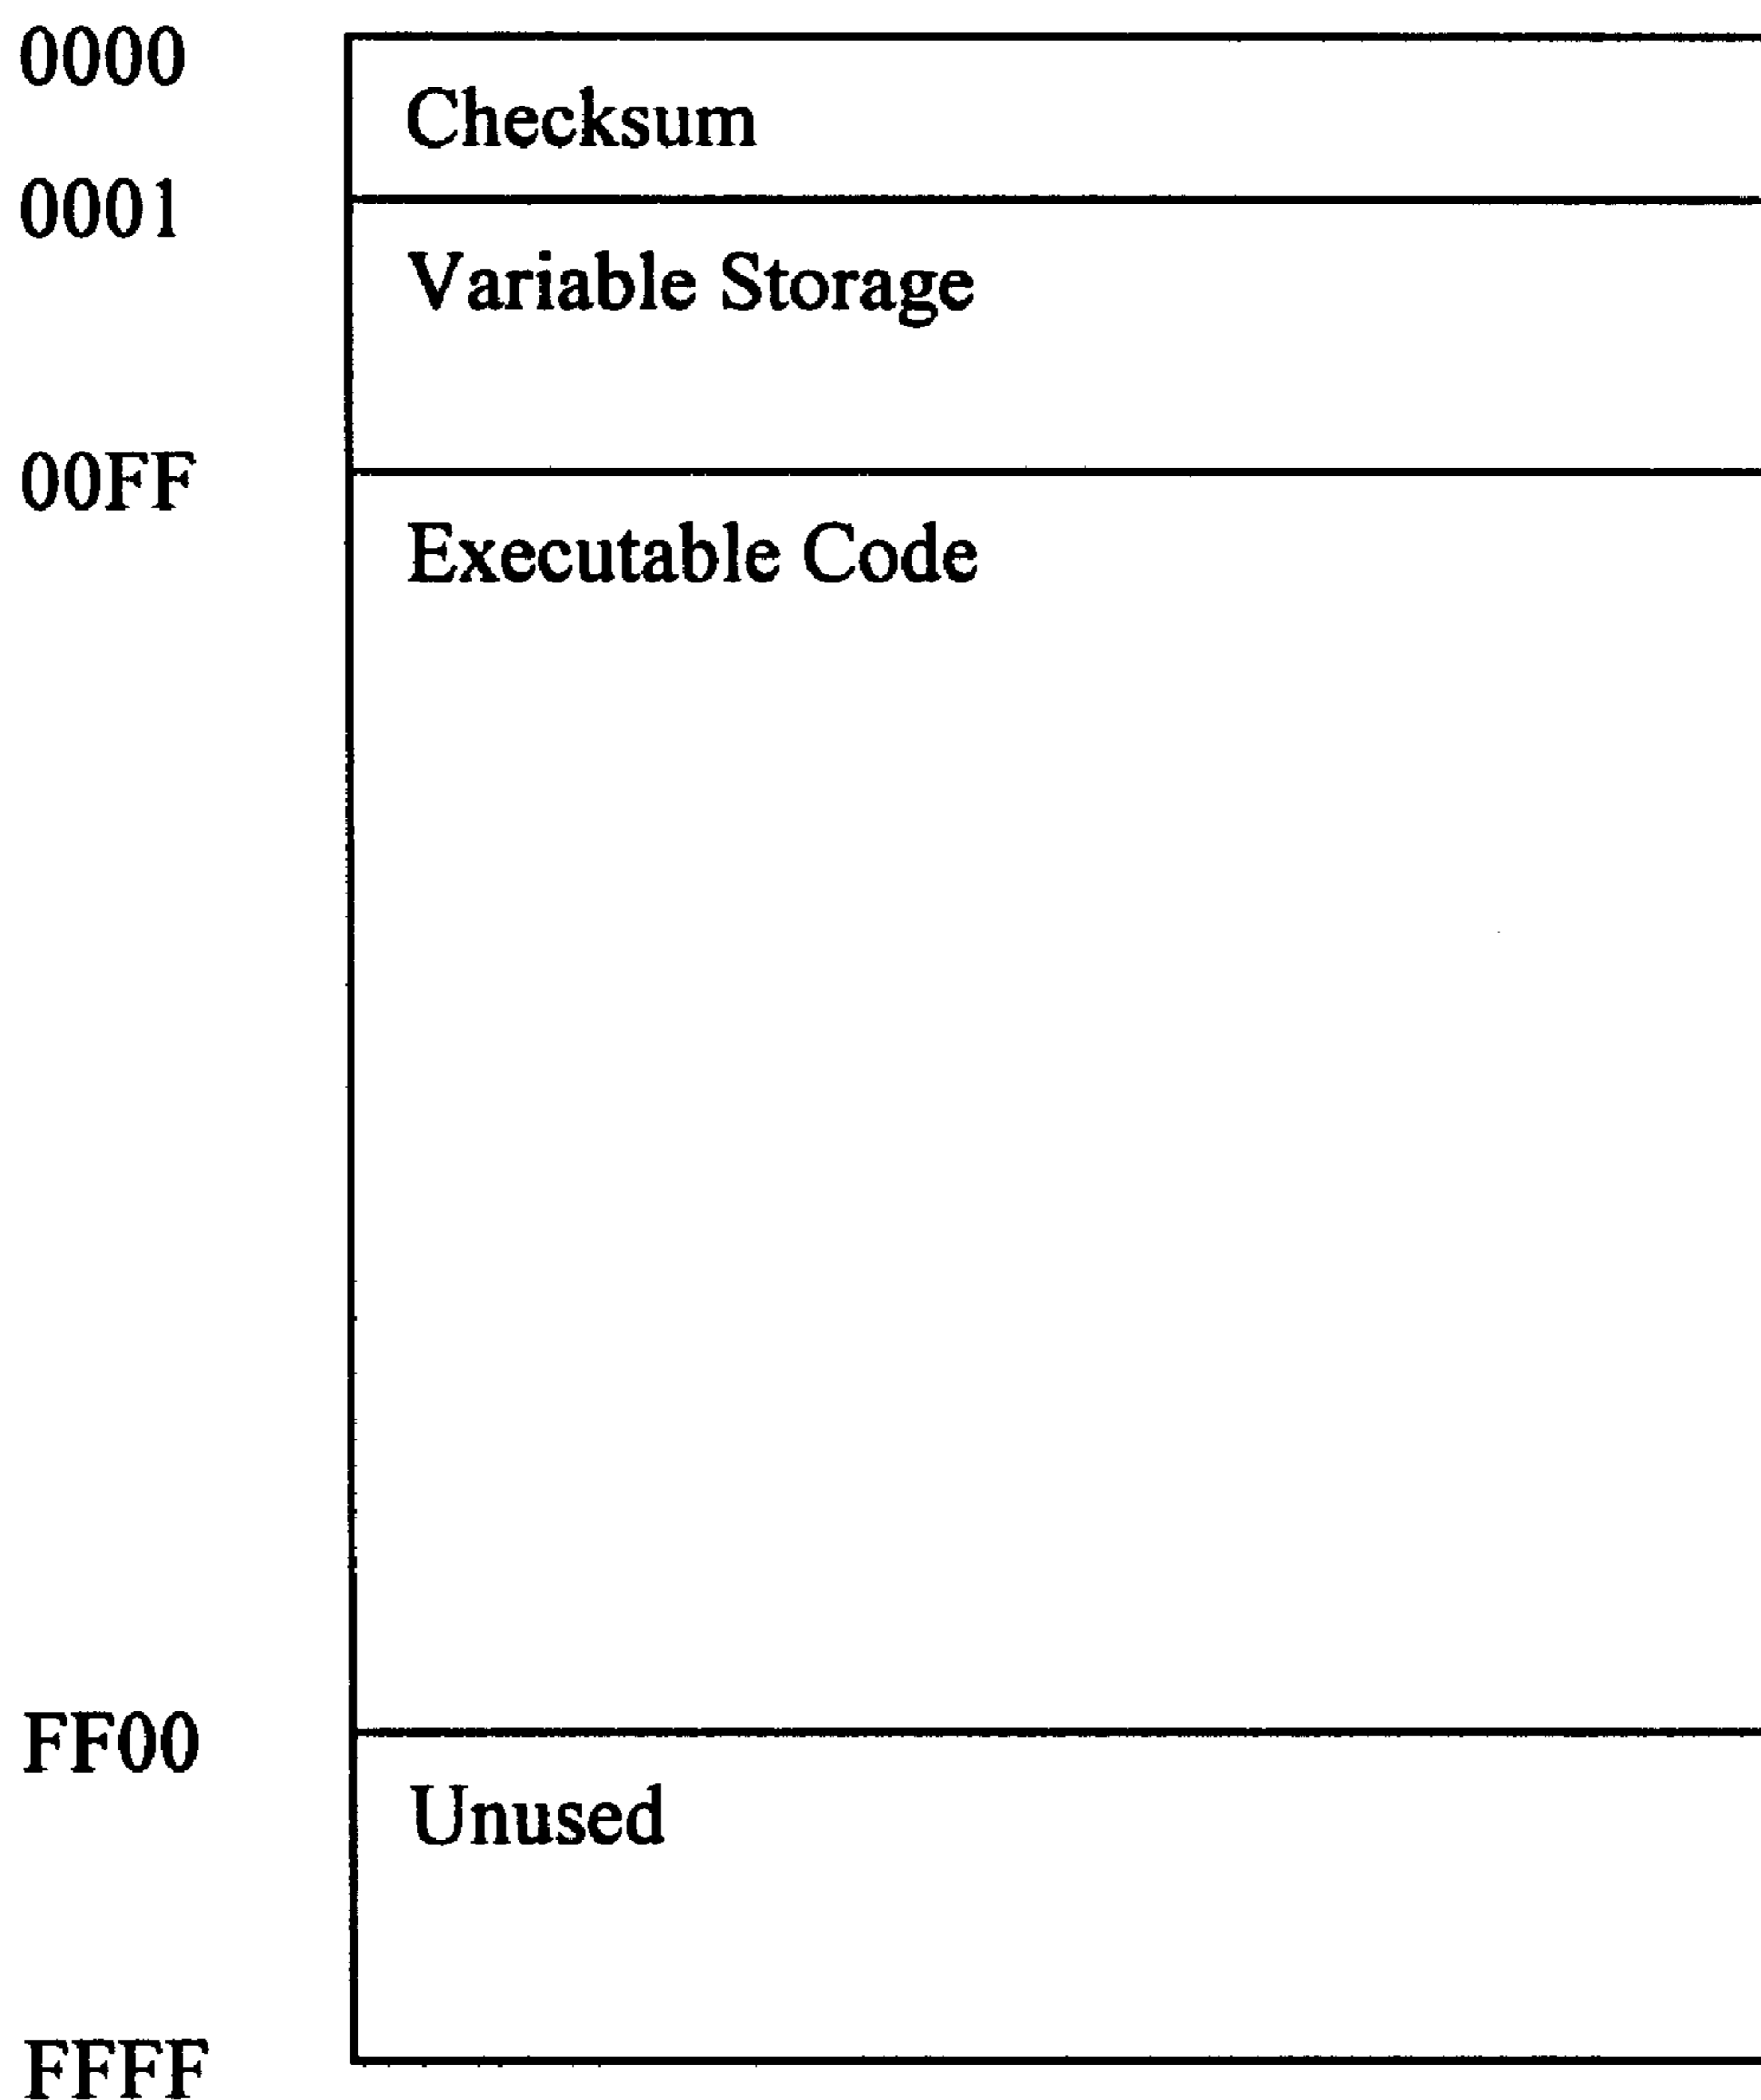 0000
Checksum
0001
Variable Storage
00FF
Executable Code
FF00
Unused
FFFF